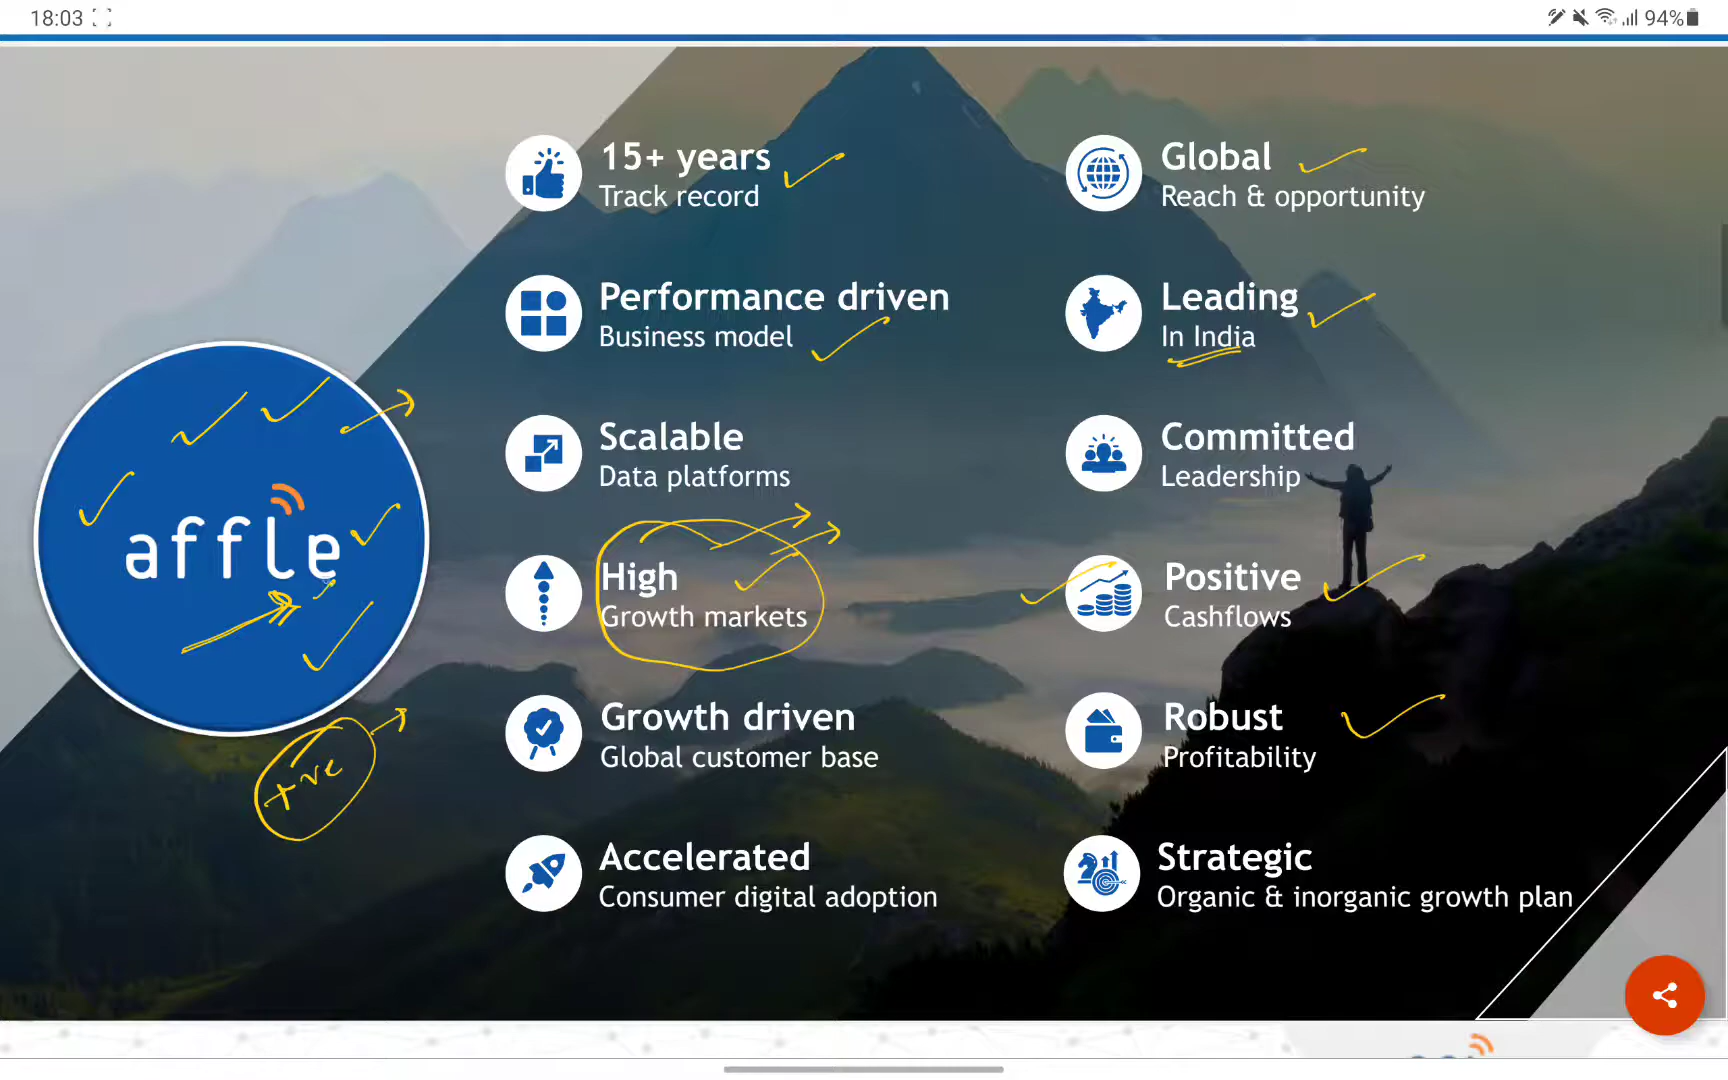 18:03
94%
15+ years
Track record
Performance driven
Business model
Scalable
Data platforms
High
Growth markets
Growth driven
Global customer base
Accelerated
Consumer digital adoption
Global
Reach & opportunity
Leading
In India
Committed
Leadership
Positive
Cashflows
Robust
Profitability
Strategic
Organic & inorganic growth plan
affle
+ve